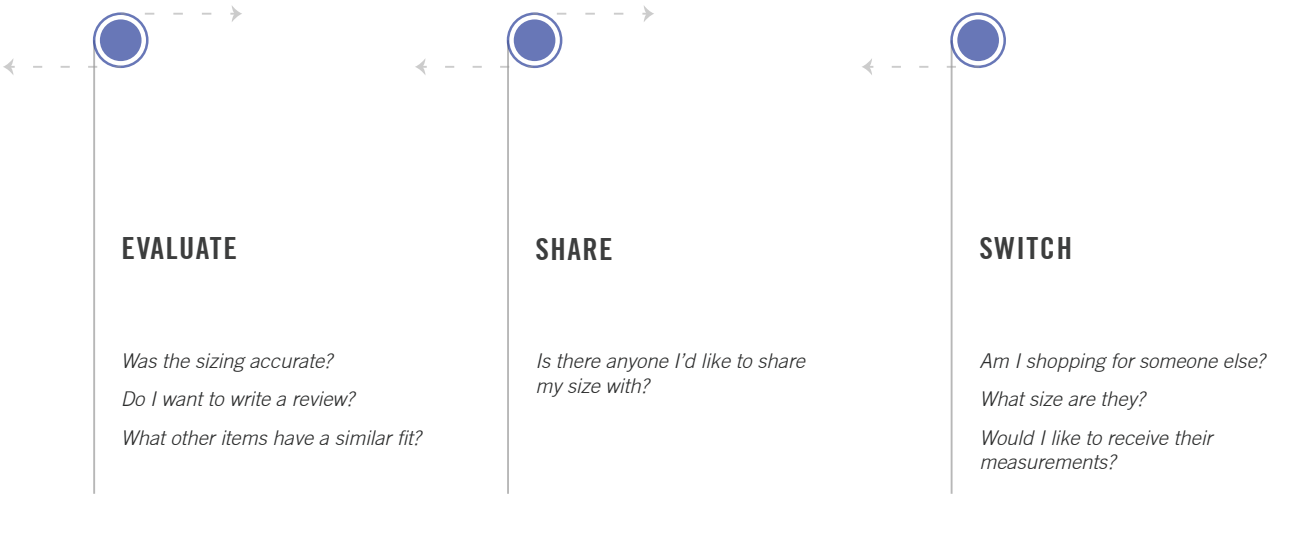 EVALUATE
Was the sizing accurate?
Do I want to write a review?
What other items have a similar fit?
SHARE
Is there anyone I’d like to share
my size with?
SWITCH
Am I shopping for someone else?
What size are they?
Would I like to receive their
measurements?